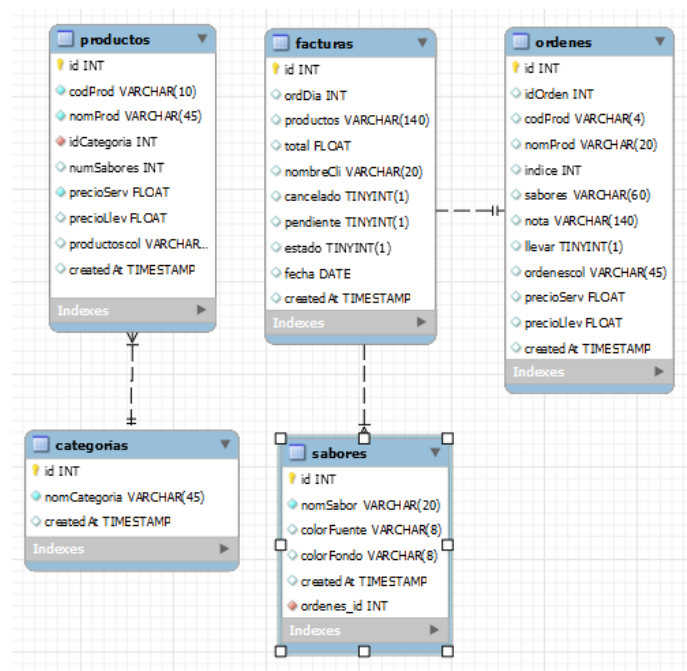 productos
id INT
codProd VARCHAR(10)
nomProd VARCHAR(45)
idCategoria INT
numSabores INT
precioServ FLOAT
precioLlev FLOAT
productoscol VARCHAR...
createdAt TIMESTAMP
Indexes
facturas
id INT
ordDia INT
productos VARCHAR(140)
total FLOAT
nombreCli VARCHAR(20)
cancelado TINYINT(1)
pendiente TINYINT(1)
estado TINYINT(1)
fecha DATE
createdAt TIMESTAMP
Indexes
ordenes
id INT
idOrden INT
codProd VARCHAR(4)
nomProd VARCHAR(20)
indice INT
sabores VARCHAR(60)
nota VARCHAR(140)
llevar TINYINT(1)
ordenescol VARCHAR(45)
precioServ FLOAT
precioLlev FLOAT
createdAt TIMESTAMP
Indexes
categorias
id INT
nomCategoria VARCHAR(45)
createdAt TIMESTAMP
Indexes
sabores
id INT
nomSabor VARCHAR(20)
colorFuente VARCHAR(8)
colorFondo VARCHAR(8)
createdAt TIMESTAMP
ordenes_id INT
Indexes